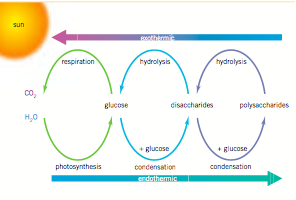 sun
exothermic
respiration hydrolysis hydrolysis
CO₂
glucose disaccharides polysaccharides
H₂O
+ glucose + glucose
photosynthesis condensation condensation
endothermic